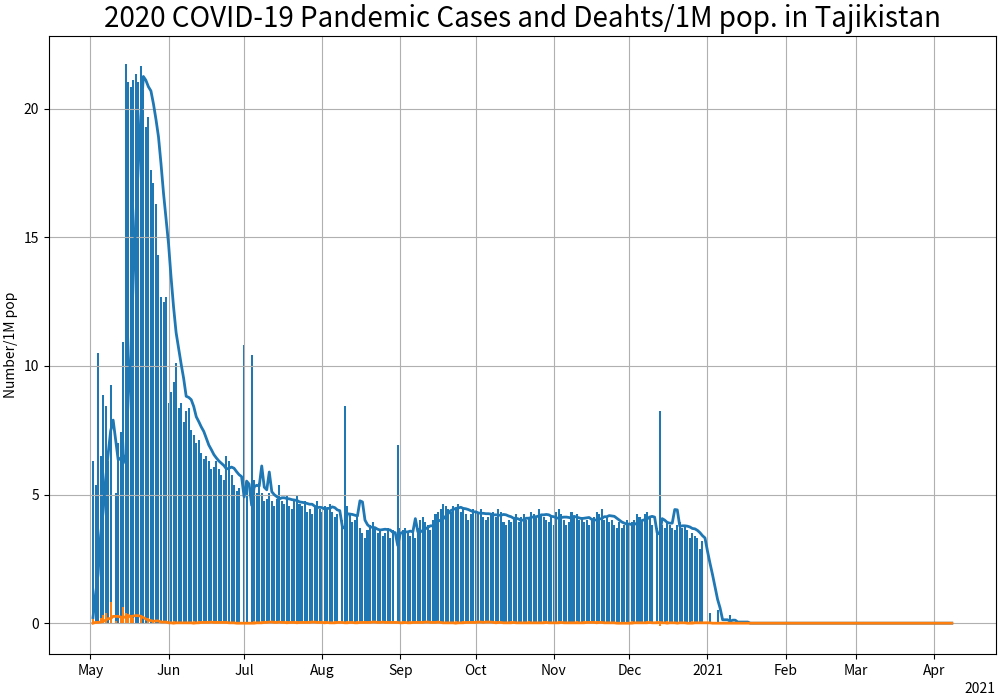 2020 COVID-19 Pandemic Cases and Deahts/1M pop. in Tajikistan
Number/1M pop
20
15
10
5
0
May Jun Jul Aug Sep Oct Nov Dec 2021 Feb Mar Apr
2021